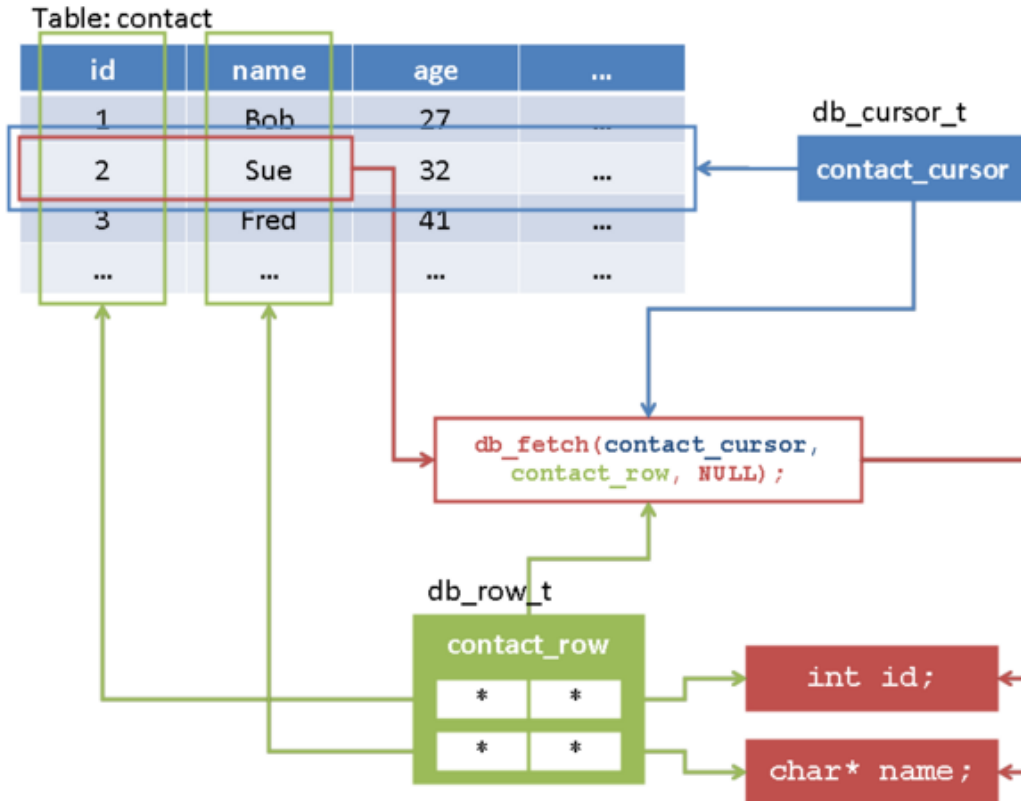 Table: contact
id name age ...
1 Bob 27 ...
2 Sue 32 ...
3 Fred 41 ...
... ... ... ...
db_cursor_t
contact_cursor
db_fetch(contact_cursor,
contact_row, NULL);
db_row_t
contact_row
* *
* *
int id;
char* name;